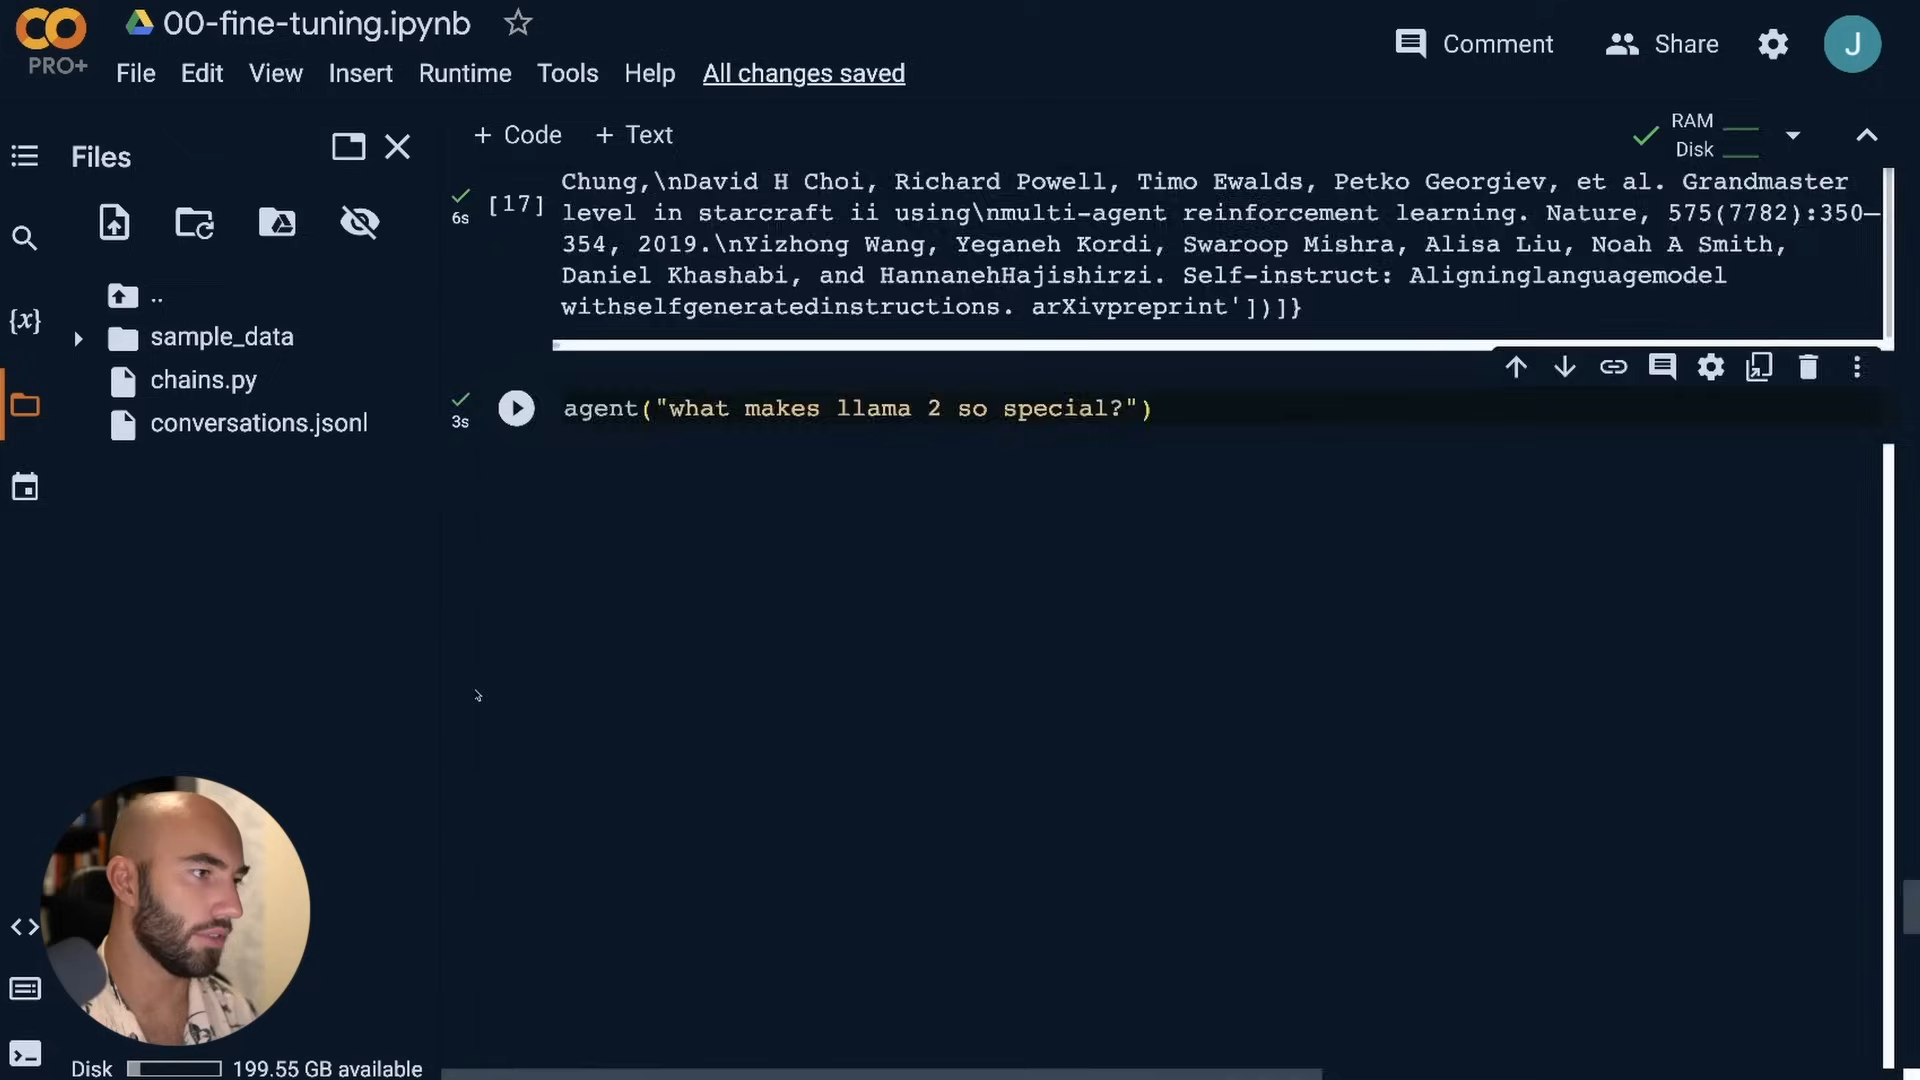 00-fine-tuning.ipynb
PRO+
File Edit View Insert Runtime Tools Help All changes saved
Comment Share J
Files
+ Code + Text
RAM
Disk
..
sample_data
chains.py
conversations.jsonl
{x}
6s [17]
Chung,\nDavid H Choi, Richard Powell, Timo Ewalds, Petko Georgiev, et al. Grandmaster
level in starcraft ii using\nmulti-agent reinforcement learning. Nature, 575(7782):350–
354, 2019.\nYizhong Wang, Yeganeh Kordi, Swaroop Mishra, Alisa Liu, Noah A Smith,
Daniel Khashabi, and HannanehHajishirzi. Self-instruct: Aligninglanguagemodel
withselfgeneratedinstructions. arXivpreprint'])]}
3s
agent("what makes llama 2 so special?")
Disk 199.55 GB available